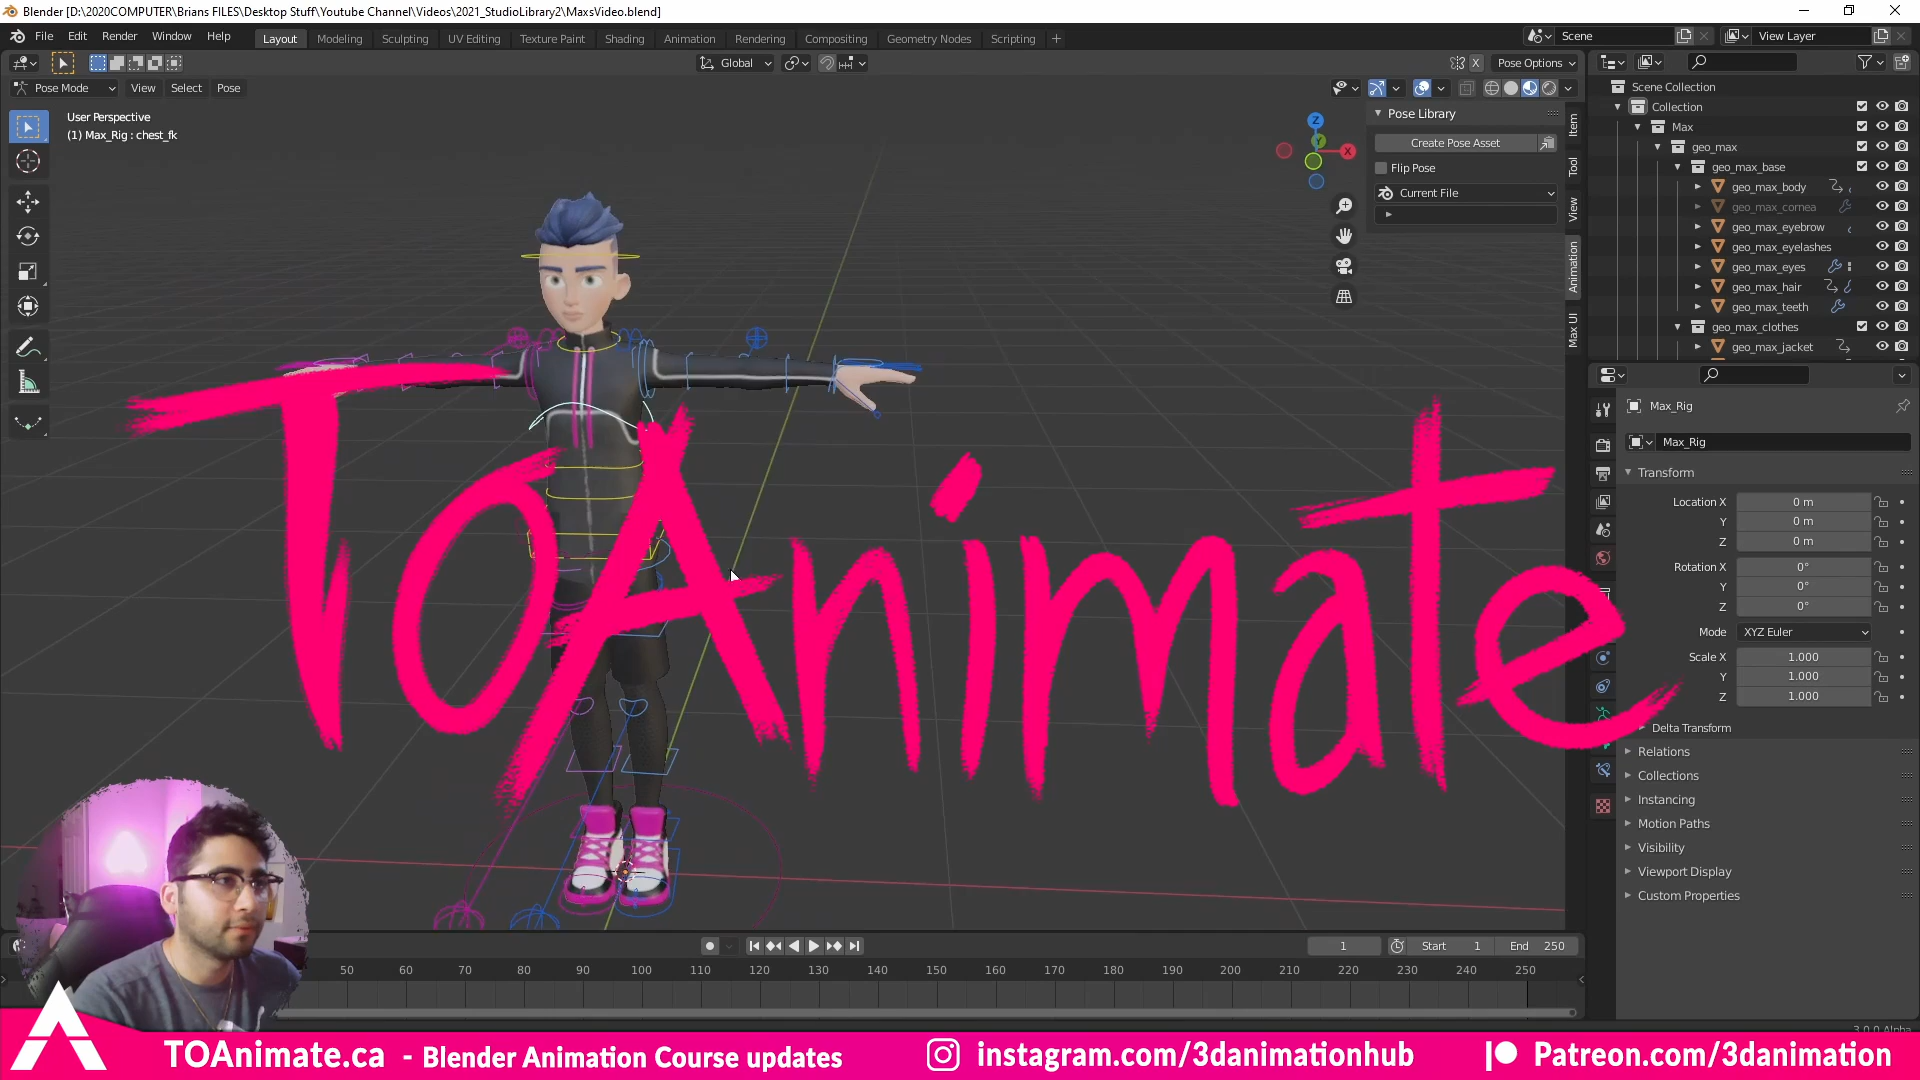 Blender [D:\2020COMPUTER\Brians FILES\Desktop Stuff\Youtube Channel\Videos\2021_StudioLibrary2\MaxsVideo.blend]
File Edit Render Window Help Layout Modeling Sculpting UV Editing Texture Paint Shading Animation Rendering Compositing Geometry Nodes Scripting + Scene View Layer
Global X Pose Options
Pose Mode View Select Pose
User Perspective
(1) Max_Rig : chest_fk
Pose Library
Create Pose Asset
Flip Pose
Current File
Item
Tool
View
Animation
Max UI
Z
Y
X
Scene Collection
Collection
Max
geo_max
geo_max_base
geo_max_body
geo_max_cornea
geo_max_eyebrow
geo_max_eyelashes
geo_max_eyes
geo_max_hair
geo_max_teeth
geo_max_clothes
geo_max_jacket
Max_Rig
Max_Rig
Transform
Location X 0 m
Y 0 m
Z 0 m
Rotation X 0°
Y 0°
Z 0°
Mode XYZ Euler
Scale X 1.000
Y 1.000
Z 1.000
Delta Transform
Relations
Collections
Instancing
Motion Paths
Visibility
Viewport Display
Custom Properties
TOAnimate
1 Start 1 End 250
50 60 70 80 90 100 110 120 130 140 150 160 170 180 190 200 210 220 230 240 250
3.0.0 Alpha
TOAnimate.ca - Blender Animation Course updates instagram.com/3danimationhub Patreon.com/3danimation